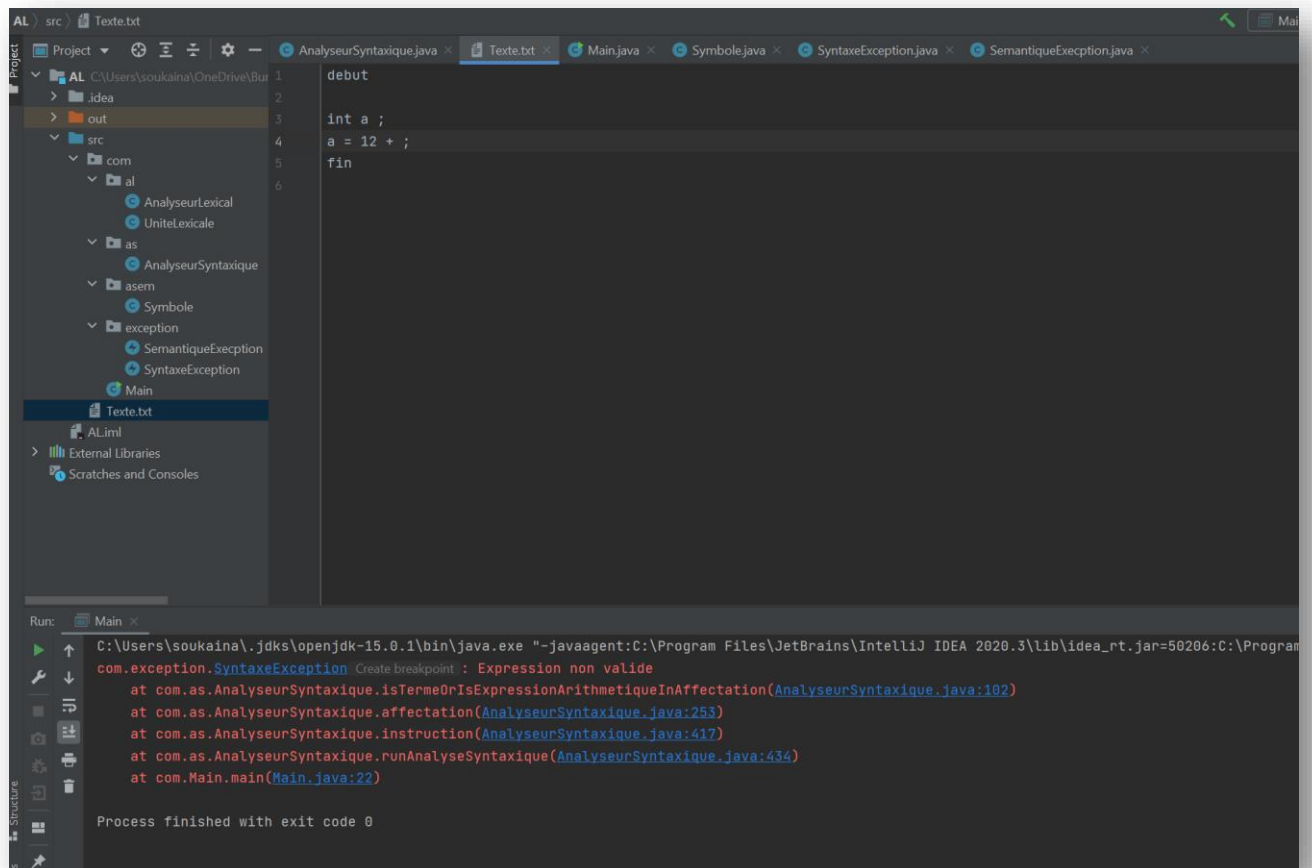 AL > src > Texte.txt
Mai
Project
Project
AnalyseurSyntaxique.java
Texte.txt
Main.java
Symbole.java
SyntaxeException.java
SemantiqueExecption.java
AL C:\Users\soukaina\OneDrive\Bur
.idea
out
src
com
al
AnalyseurLexical
UniteLexicale
as
AnalyseurSyntaxique
asem
Symbole
exception
SemantiqueExecption
SyntaxeException
Main
Texte.txt
AL.iml
External Libraries
Scratches and Consoles
1 debut
2
3 int a ;
4 a = 12 + ;
5 fin
6
Run: Main
C:\Users\soukaina\.jdks\openjdk-15.0.1\bin\java.exe "-javaagent:C:\Program Files\JetBrains\IntelliJ IDEA 2020.3\lib\idea_rt.jar=50206:C:\Program
com.exception.SyntaxeException Create breakpoint : Expression non valide
at com.as.AnalyseurSyntaxique.isTermeOrIsExpressionArithmetiqueInAffectation(AnalyseurSyntaxique.java:102)
at com.as.AnalyseurSyntaxique.affectation(AnalyseurSyntaxique.java:253)
at com.as.AnalyseurSyntaxique.instruction(AnalyseurSyntaxique.java:417)
at com.as.AnalyseurSyntaxique.runAnalyseSyntaxique(AnalyseurSyntaxique.java:434)
at com.Main.main(Main.java:22)
Process finished with exit code 0
Structure